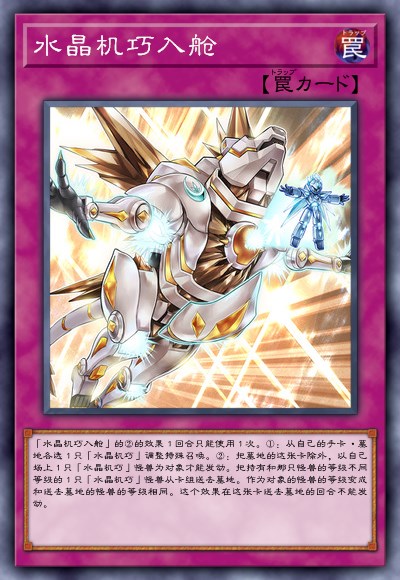 水晶机巧入舱
トラップ
罠
トラップ
【罠カード】
「水晶机巧入舱」的②的效果1回合只能使用1次。①：从自己的手卡·墓
地各选1只「水晶机巧」调整特殊召唤。②：把墓地的这张卡除外，以自己
场上1只「水晶机巧」怪兽为对象才能发动。把持有和那只怪兽的等级不同
等级的1只「水晶机巧」怪兽从卡组送去墓地。作为对象的怪兽的等级变成
和送去墓地的怪兽的等级相同。这个效果在这张卡送去墓地的回合不能发
动。